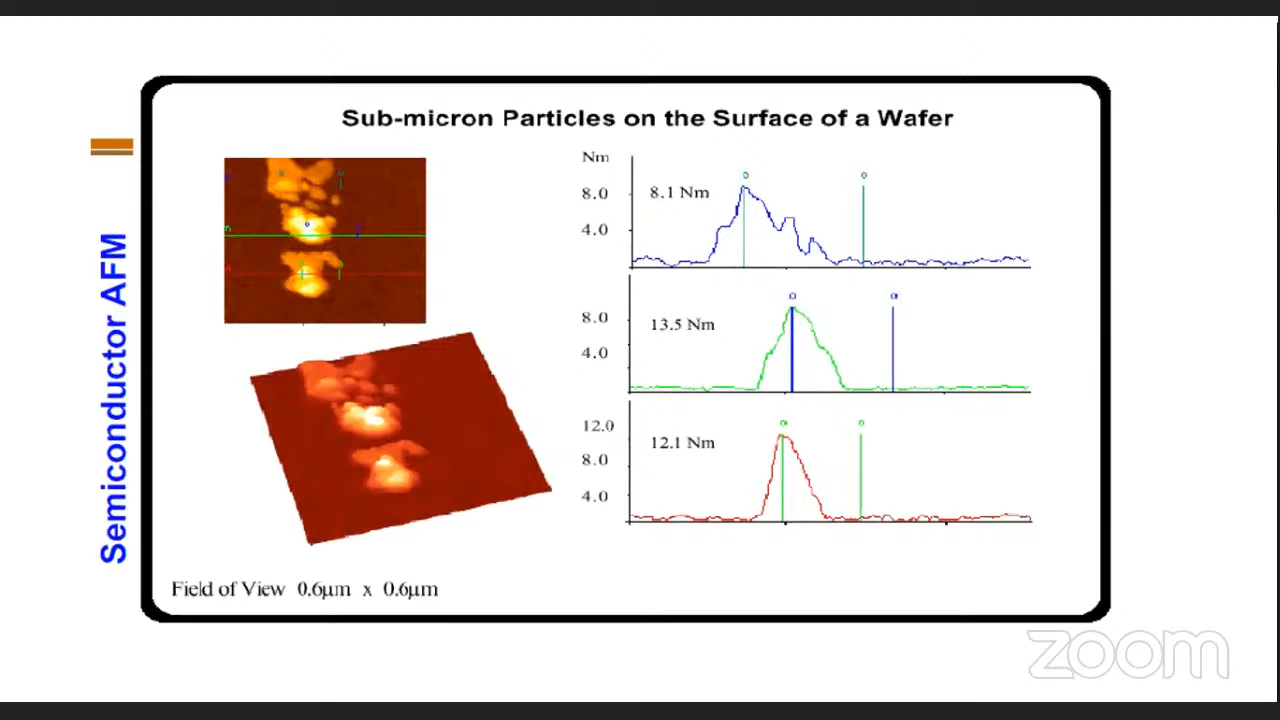 Semiconductor AFM
Sub-micron Particles on the Surface of a Wafer
Nm
8.0
4.0
8.1 Nm
8.0
4.0
13.5 Nm
12.0
8.0
4.0
12.1 Nm
Field of View 0.6μm x 0.6μm
zoom